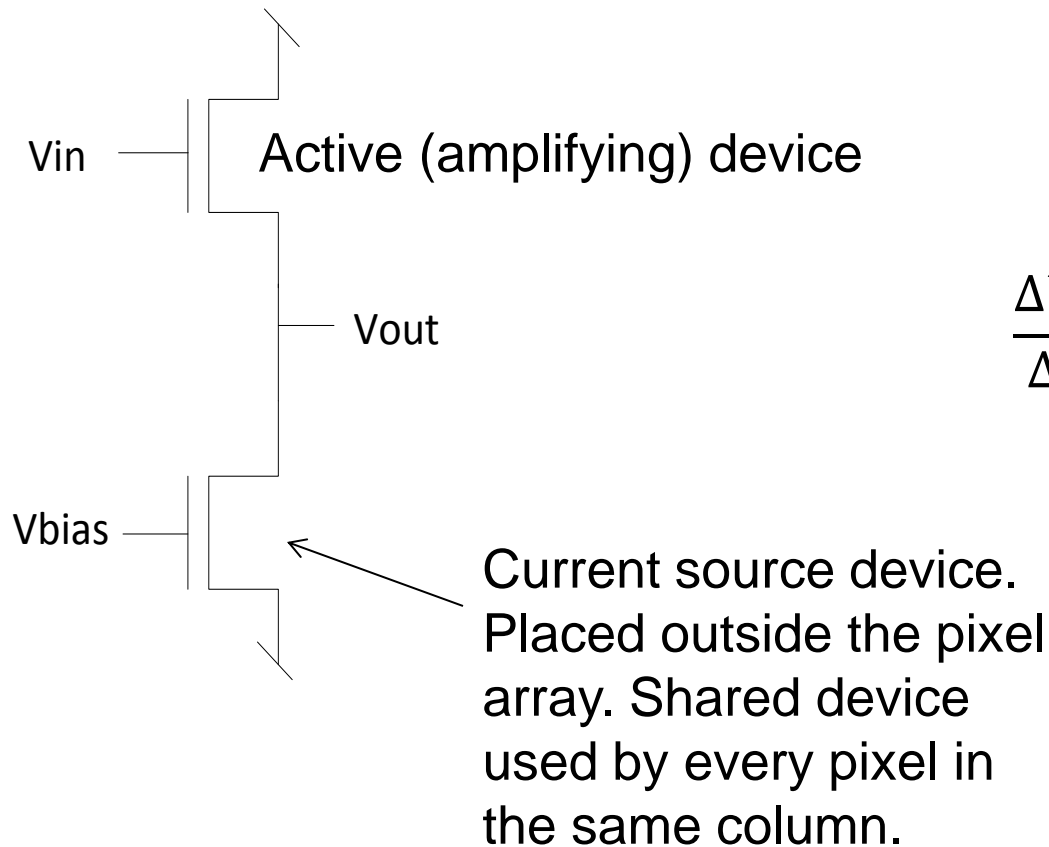 Vin
Active (amplifying) device
Vout
Δ
Δ
Vbias
Current source device.
Placed outside the pixel
array. Shared device
used by every pixel in
the same column.